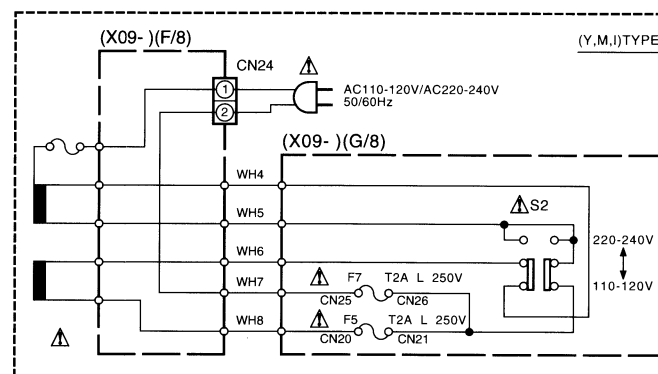 (X09- )(F/8)
(Y,M,I)TYPE
CN24
1
AC110-120V/AC220-240V
2
50/60Hz
(X09- )(G/8)
WH4
S2
WH5
WH6
220-240V
WH7
F7 T2A L 250V
110-120V
CN25 CN26
WH8
F5 T2A L 250V
CN20 CN21